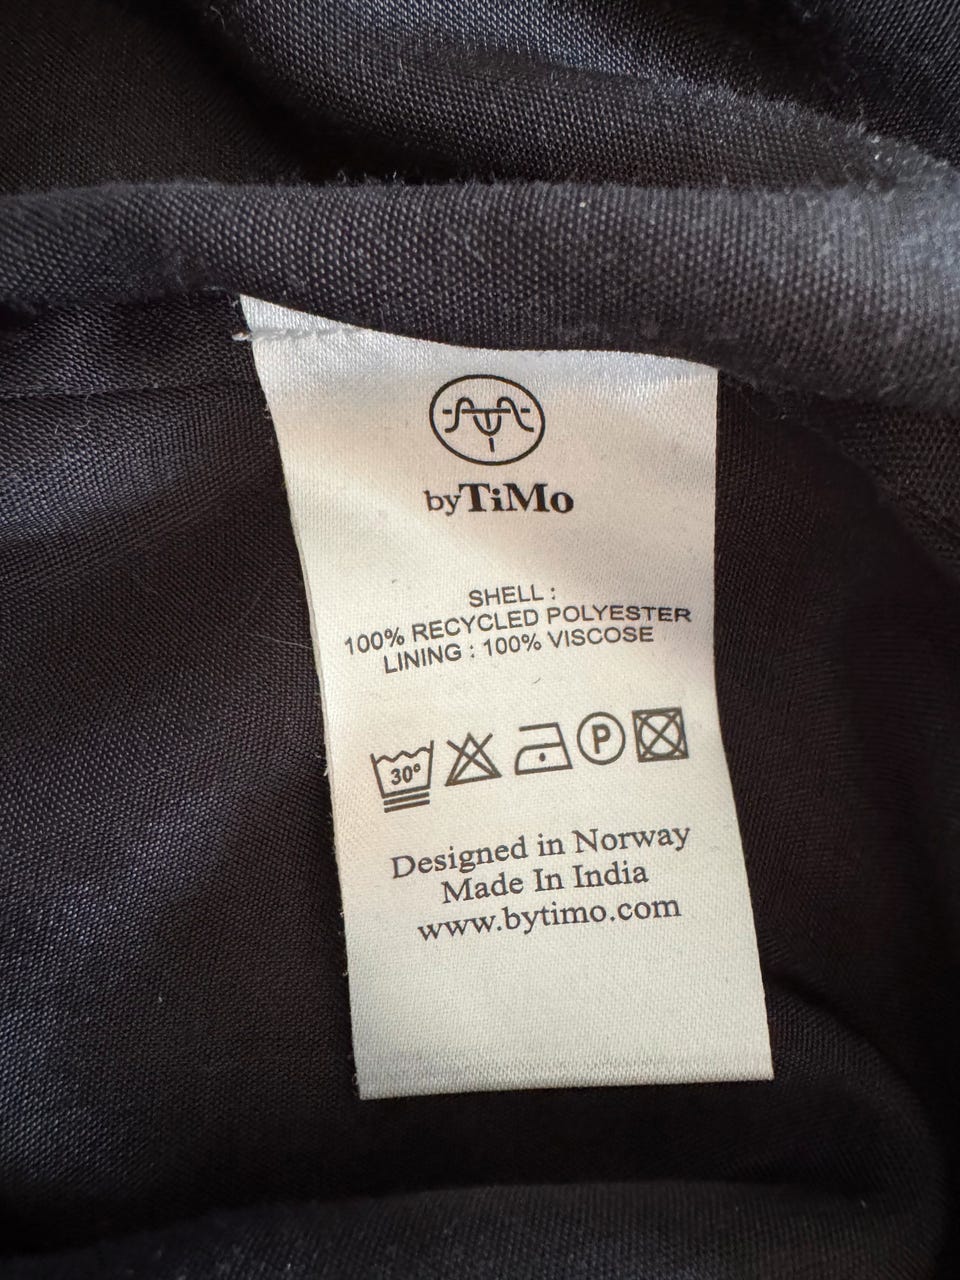 byTiMo
SHELL :
100% RECYCLED POLYESTER
LINING : 100% VISCOSE
30° P
Designed in Norway
Made In India
www.bytimo.com